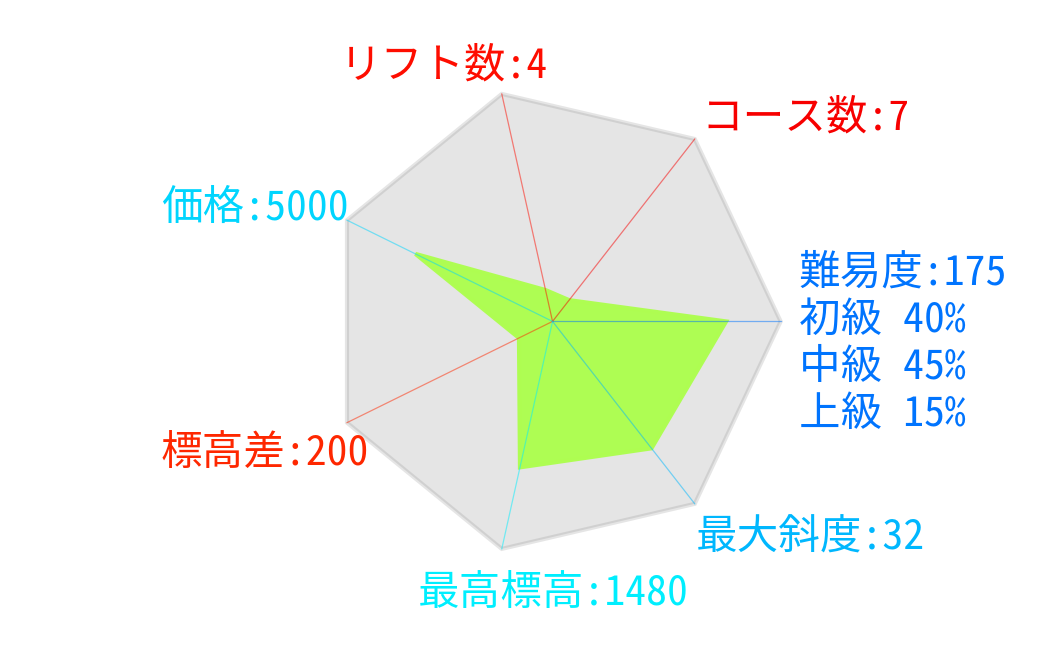 リフト数:4
コース数:7
価格:5000
難易度:175
初級 40%
中級 45%
上級 15%
標高差:200
最大斜度:32
最高標高:1480